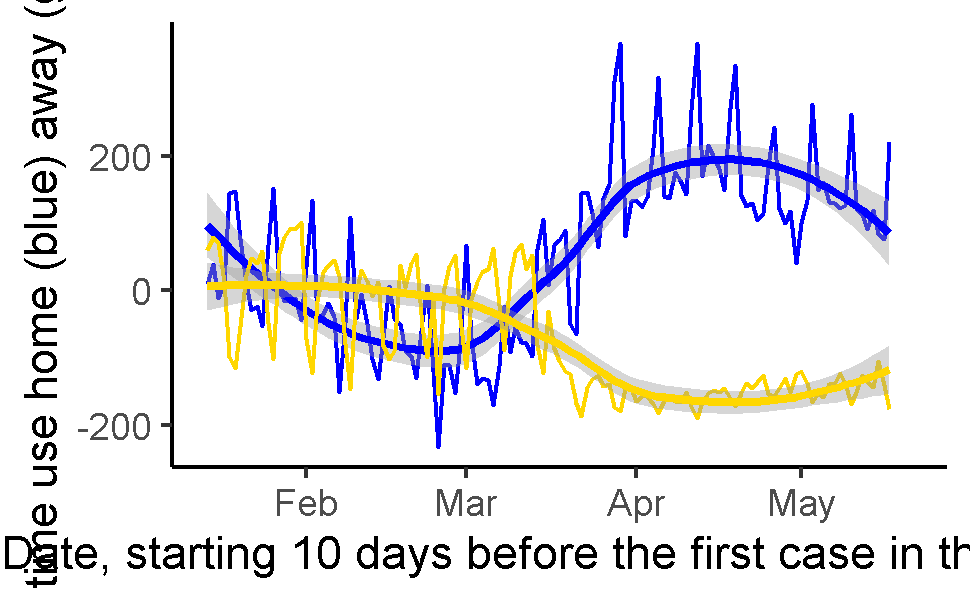 time use home (blue) away (
200
0
-200
Feb Mar Apr May
Date, starting 10 days before the first case in th